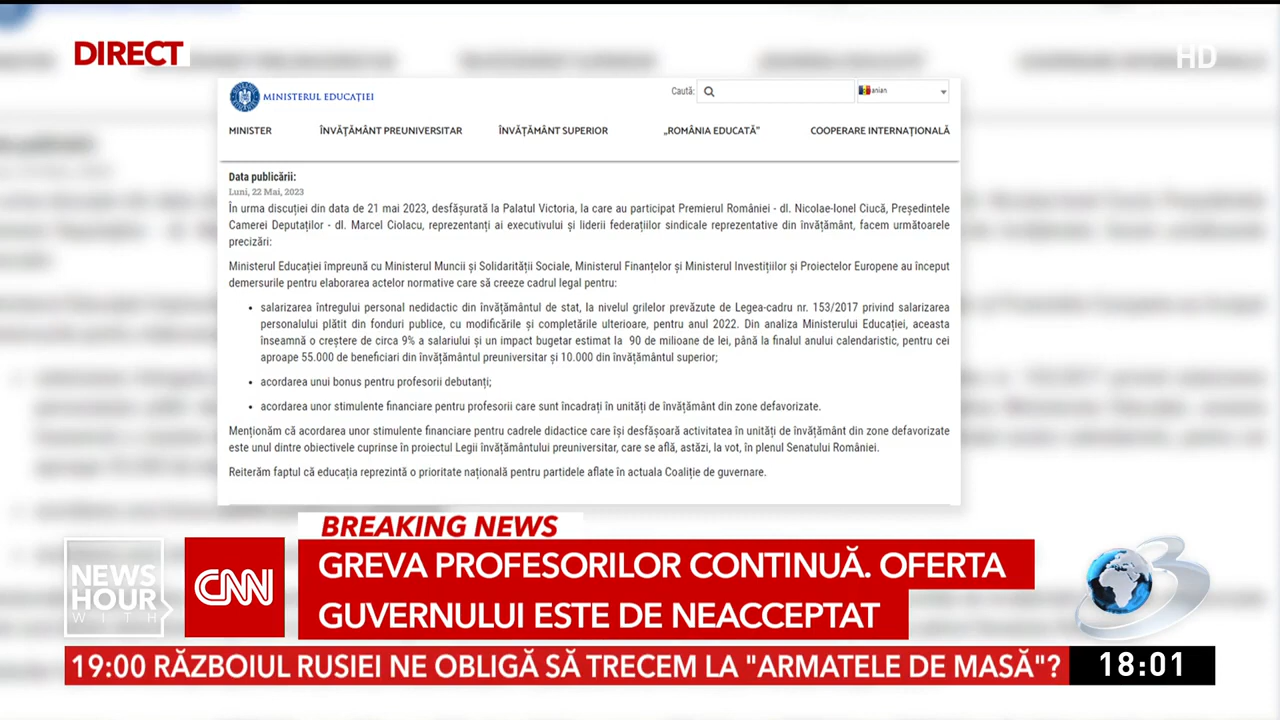 DIRECT
HD
MINISTERUL EDUCAȚIEI
Caută:
anian
MINISTER
ÎNVĂȚĂMÂNT PREUNIVERSITAR
ÎNVĂȚĂMÂNT SUPERIOR
„ROMÂNIA EDUCATĂ”
COOPERARE INTERNAȚIONALĂ
Data publicării:
Luni, 22 Mai, 2023
În urma discuției din data de 21 mai 2023, desfășurată la Palatul Victoria, la care au participat Premierul României - dl. Nicolae-Ionel Ciucă, Președintele
Camerei Deputaților - dl. Marcel Ciolacu, reprezentanți ai executivului și liderii federațiilor sindicale reprezentative din învățământ, facem următoarele
precizări:
Ministerul Educației împreună cu Ministerul Muncii și Solidarității Sociale, Ministerul Finanțelor și Ministerul Investițiilor și Proiectelor Europene au început
demersurile pentru elaborarea actelor normative care să creeze cadrul legal pentru:
• salarizarea întregului personal nedidactic din învățământul de stat, la nivelul grilelor prevăzute de Legea-cadru nr. 153/2017 privind salarizarea
personalului plătit din fonduri publice, cu modificările și completările ulterioare, pentru anul 2022. Din analiza Ministerului Educației, aceasta
înseamnă o creștere de circa 9% a salariului și un impact bugetar estimat la 90 de milioane de lei, până la finalul anului calendaristic, pentru cei
aproape 55.000 de beneficiari din învățământul preuniversitar și 10.000 din învățământul superior;
• acordarea unui bonus pentru profesorii debutanți;
• acordarea unor stimulente financiare pentru profesorii care sunt încadrați în unități de învățământ din zone defavorizate.
Menționăm că acordarea unor stimulente financiare pentru cadrele didactice care își desfășoară activitatea în unități de învățământ din zone defavorizate
este unul dintre obiectivele cuprinse în proiectul Legii învățământului preuniversitar, care se află, astăzi, la vot, în plenul Senatului României.
Reiterăm faptul că educația reprezintă o prioritate națională pentru partidele aflate în actuala Coaliție de guvernare.
BREAKING NEWS
NEWS
HOUR
WITH
CNN
GREVA PROFESORILOR CONTINUĂ. OFERTA
GUVERNULUI ESTE DE NEACCEPTAT
3
19:00 RĂZBOIUL RUSIEI NE OBLIGĂ SĂ TRECEM LA "ARMATELE DE MASĂ"?
18:01